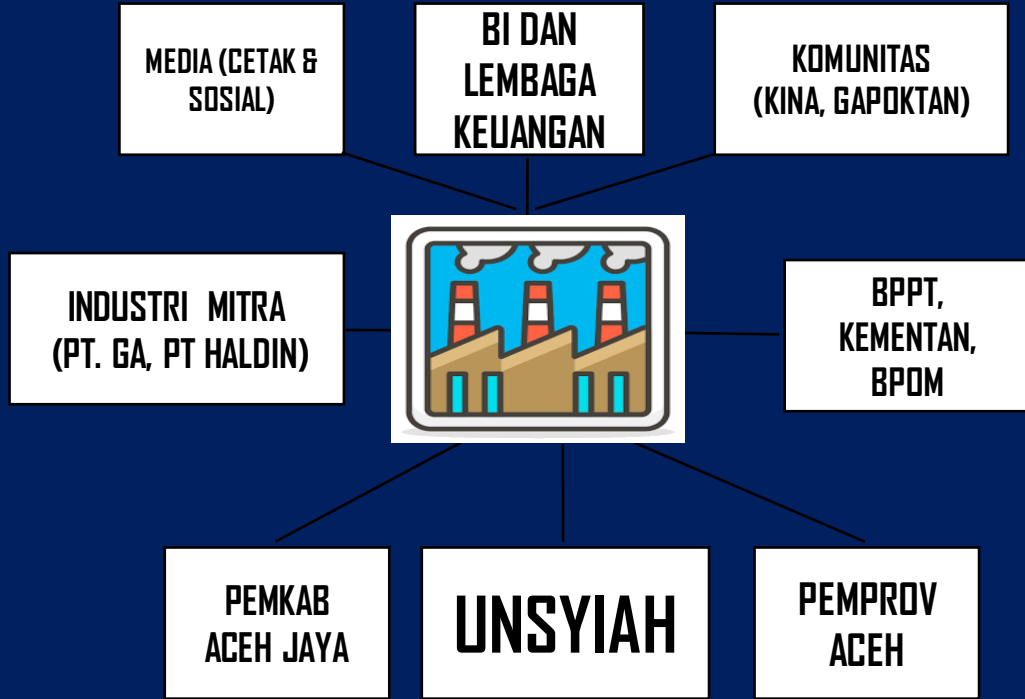 MEDIA (CETAK &
SOSIAL)
BI DAN
LEMBAGA
KEUANGAN
KOMUNITAS
(KINA, GAPOKTAN)
INDUSTRI MITRA
(PT. GA, PT HALDIN)
BPPT,
KEMENTAN,
BPOM
PEMKAB
ACEH JAYA
UNSYIAH
PEMPROV
ACEH